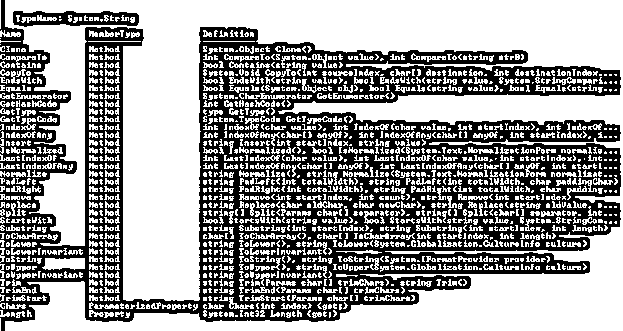 TypeName: System.String
Name MemberType Definition
Clone Method System.Object Clone()
CompareTo Method int CompareTo(System.Object value), int CompareTo(string strB)
Contains Method bool Contains(string value)
CopyTo Method System.Void CopyTo(int sourceIndex, char[] destination, int destinationIndex....
EndsWith Method bool EndsWith(string value), bool EndsWith(string value, System.StringCompari...
Equals Method bool Equals(System.Object obj), bool Equals(string value), bool Equals(string...
GetEnumerator Method System.CharEnumerator GetEnumerator()
GetHashCode Method int GetHashCode()
GetType Method type GetType()
GetTypeCode Method System.TypeCode GetTypeCode()
IndexOf Method int IndexOf(char value), int IndexOf(char value, int startIndex), int IndexOf...
IndexOfAny Method int IndexOfAny(char[] anyOf), int IndexOfAny(char[] anyOf, int startIndex), i...
Insert Method string Insert(int startIndex, string value)
IsNormalized Method bool IsNormalized(), bool IsNormalized(System.Text.NormalizationForm normaliz...
LastIndexOf Method int LastIndexOf(char value), int LastIndexOf(char value, int startIndex), int...
LastIndexOfAny Method int LastIndexOfAny(char[] anyOf), int LastIndexOfAny(char[] anyOf, int start...
Normalize Method string Normalize(), string Normalize(System.Text.NormalizationForm normalizat...
PadLeft Method string PadLeft(int totalWidth), string PadLeft(int totalWidth, char paddingChar)
PadRight Method string PadRight(int totalWidth), string PadRight(int totalWidth, char padding...
Remove Method string Remove(int startIndex, int count), string Remove(int startIndex)
Replace Method string Replace(char oldChar, char newChar), string Replace(string oldValue, s...
Split Method string[] Split(Params char[] separator), string[] Split(char[] separator, int...
StartsWith Method bool StartsWith(string value), bool StartsWith(string value, System.StringCom...
Substring Method string Substring(int startIndex), string Substring(int startIndex, int length)
ToCharArray Method char[] ToCharArray(), char[] ToCharArray(int startIndex, int length)
ToLower Method string ToLower(), string ToLower(System.Globalization.CultureInfo culture)
ToLowerInvariant Method string ToLowerInvariant()
ToString Method string ToString(), string ToString(System.IFormatProvider provider)
ToUpper Method string ToUpper(), string ToUpper(System.Globalization.CultureInfo culture)
ToUpperInvariant Method string ToUpperInvariant()
Trim Method string Trim(Params char[] trimChars), string Trim()
TrimEnd Method string TrimEnd(Params char[] trimChars)
TrimStart Method string TrimStart(Params char[] trimChars)
Chars ParameterizedProperty char Chars(int index) {get;}
Length Property System.Int32 Length {get;}